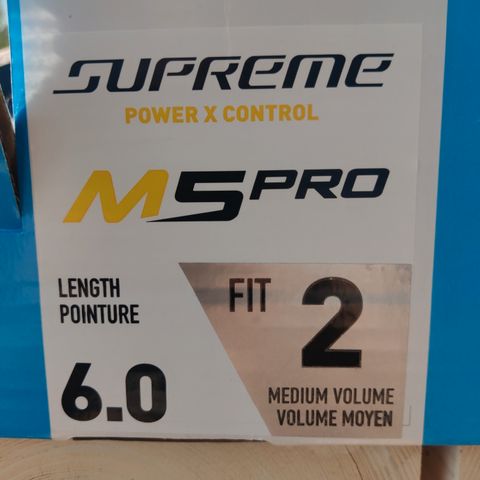 SUPREME
POWER X CONTROL
M5PRO
LENGTH
POINTURE
6.0
FIT 2
MEDIUM VOLUME
VOLUME MOYEN